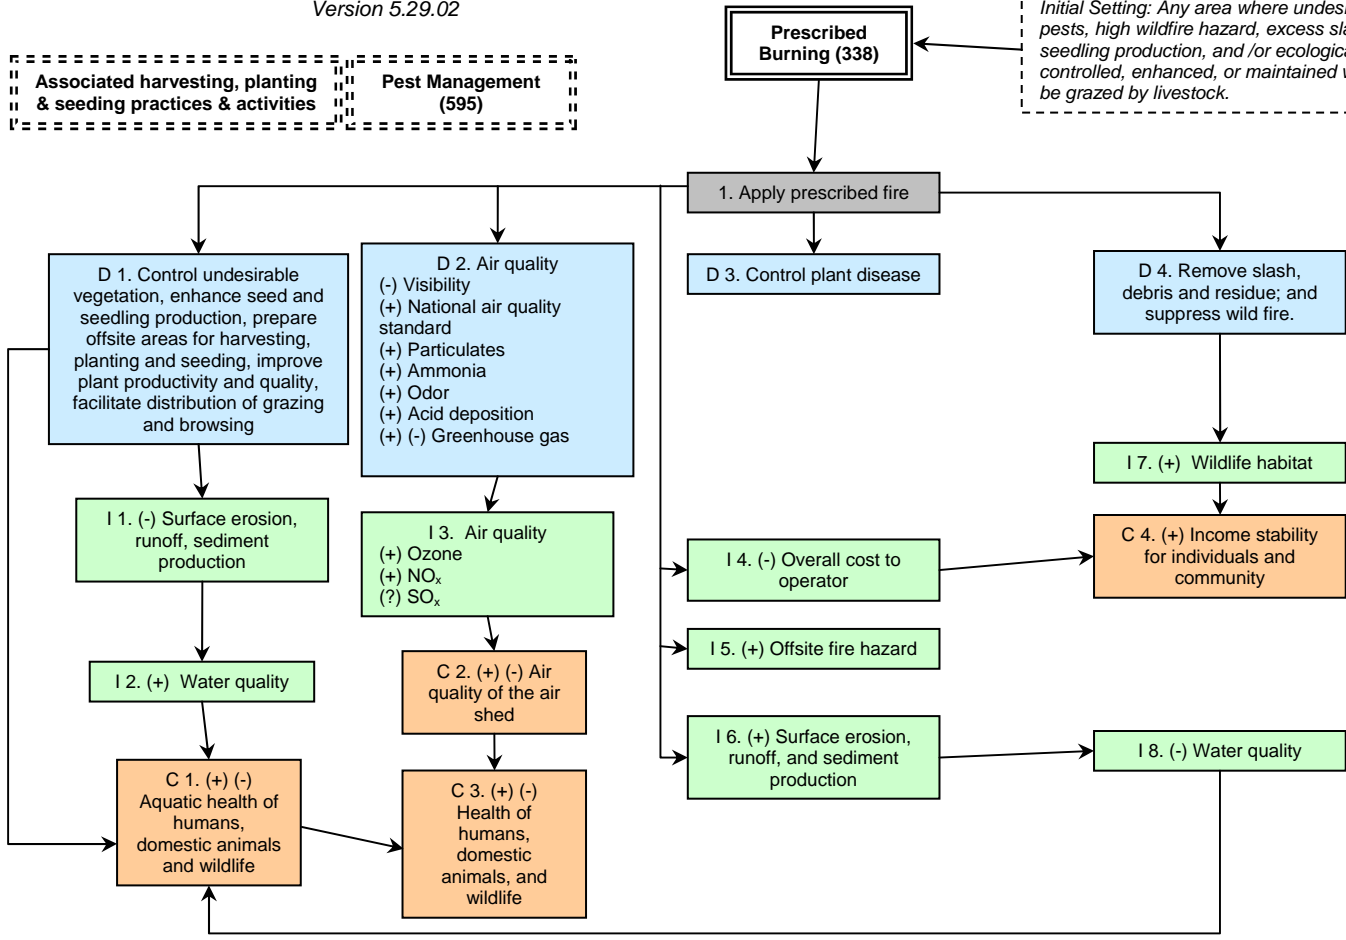 Version 5.29.02
Prescribed
Burning (338)
Initial Setting: Any area where
pests, high wildfire hazard, excess
seedling production, and /or
controlled, enhanced, or maintained
be grazed by livestock.
Associated harvesting, planting
& seeding practices & activities
Pest Management
(595)
1. Apply prescribed fire
D 1. Control undesirable
vegetation, enhance seed and
seedling production, prepare
offsite areas for harvesting,
planting and seeding, improve
plant productivity and quality,
facilitate distribution of grazing
and browsing
D 2. Air quality
(-) Visibility
(+) National air quality
standard
(+) Particulates
(+) Ammonia
(+) Odor
(+) Acid deposition
(+) (-) Greenhouse gas
D 3. Control plant disease
D 4. Remove slash,
debris and residue; and
suppress wild fire.
I 1. (-) Surface erosion,
runoff, sediment
production
I 3. Air quality
(+) Ozone
(+) NOx
(?) SOx
I 4. (-) Overall cost to
operator
I 7. (+) Wildlife habitat
C 4. (+) Income stability
for individuals and
community
I 5. (+) Offsite fire hazard
I 2. (+) Water quality
C 2. (+) (-) Air
quality of the air
shed
I 6. (+) Surface erosion,
runoff, and sediment
production
I 8. (-) Water quality
C 1. (+) (-)
Aquatic health of
humans,
domestic animals
and wildlife
C 3. (+) (-)
Health of
humans,
domestic
animals, and
wildlife